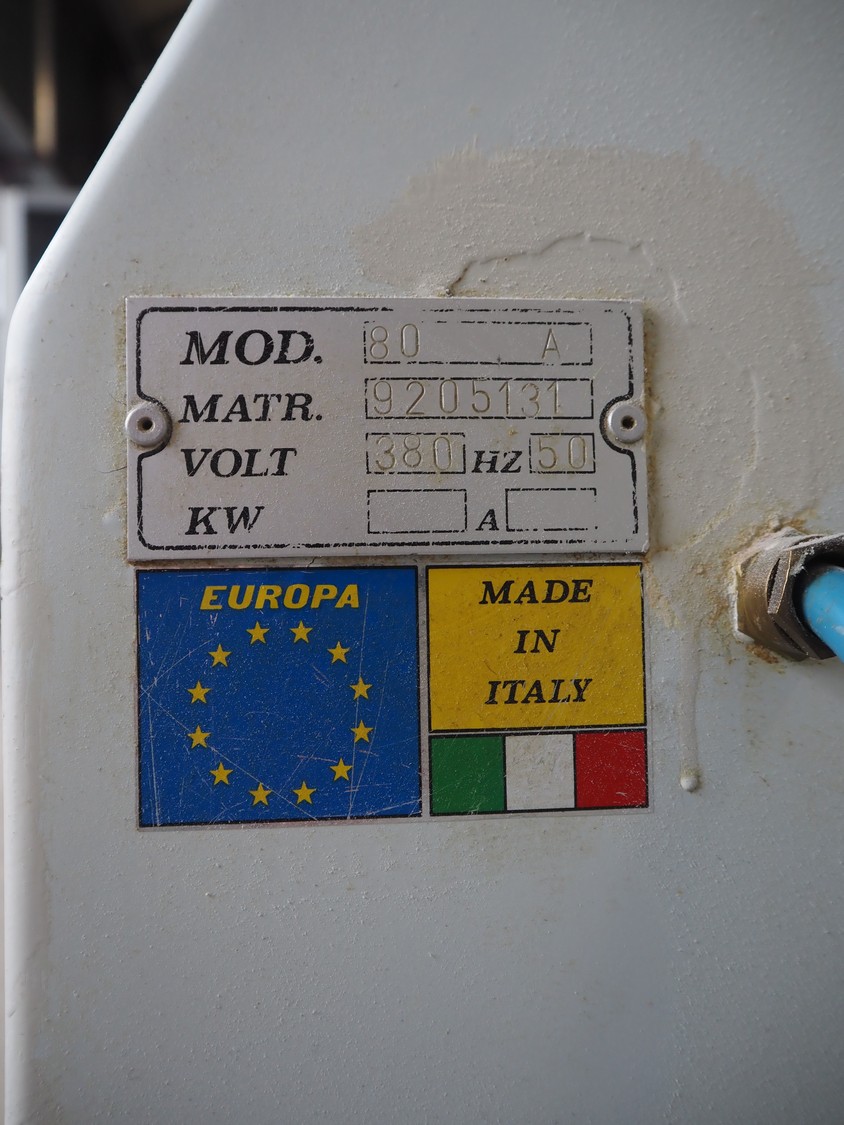 MOD. 80 A
MATR. 9205131
VOLT 380 HZ 50
KW A
EUROPA
MADE
IN
ITALY